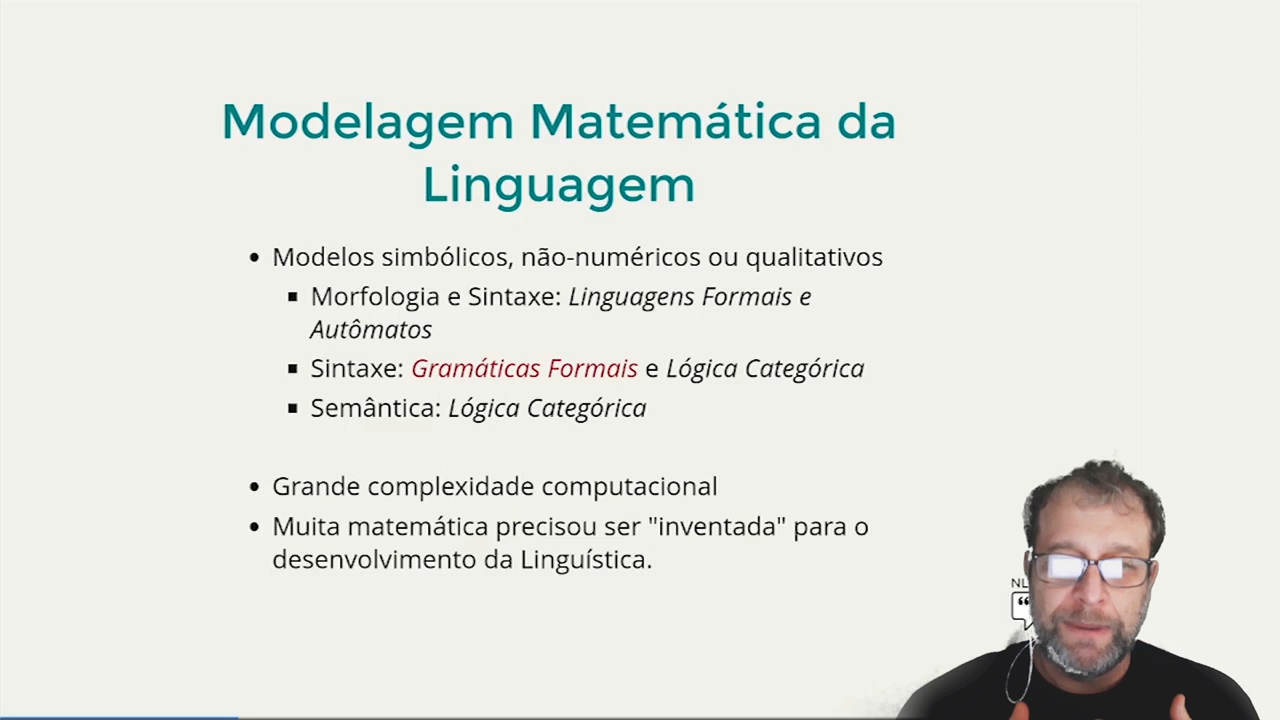 Modelagem Matemática da
Linguagem
• Modelos simbólicos, não-numéricos ou qualitativos
▪ Morfologia e Sintaxe: Linguagens Formais e
Autômatos
▪ Sintaxe: Gramáticas Formais e Lógica Categórica
▪ Semântica: Lógica Categórica
• Grande complexidade computacional
• Muita matemática precisou ser "inventada" para o
desenvolvimento da Linguística.